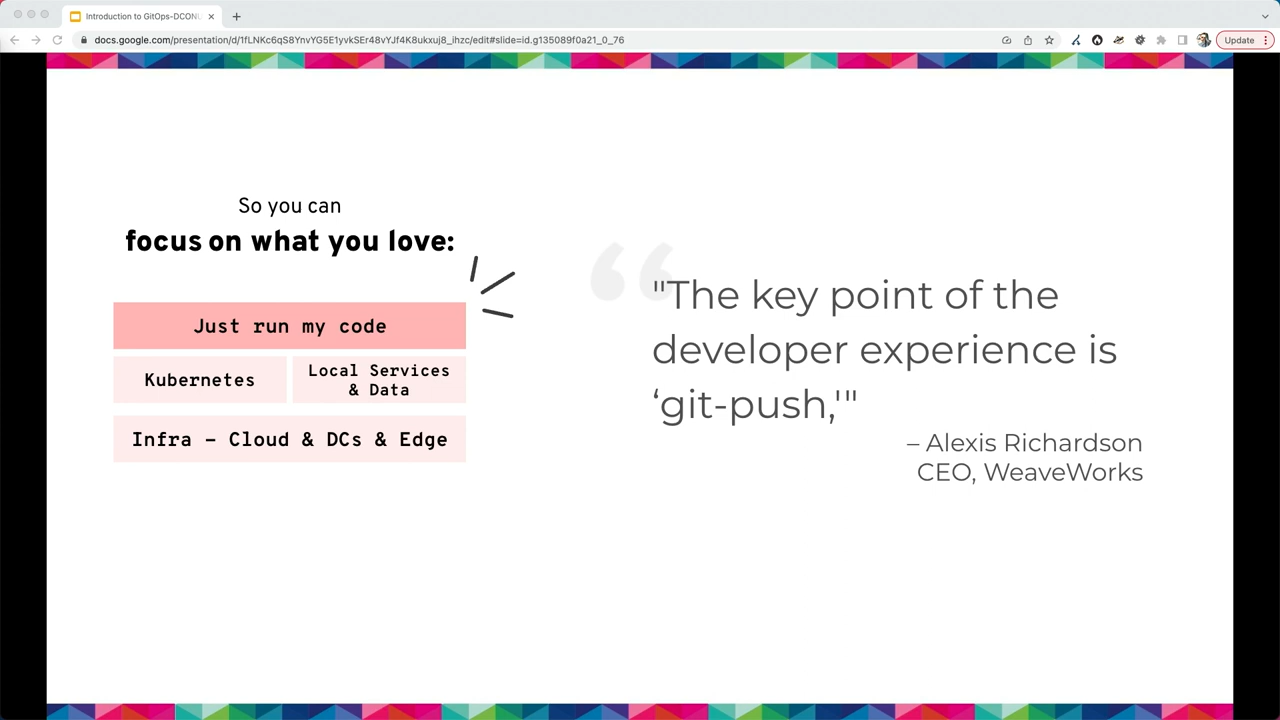 Introduction to GitOps-DCON
docs.google.com/presentation/d/1fLNKc6qS8YnvYG5E1yvkSEr48vYJf4K8ukxuj8_ihzc/edit#slide=id.g135089f0a21_0_76
Update
So you can
focus on what you love:
Just run my code
Kubernetes
Local Services
& Data
Infra – Cloud & DCs & Edge
“
"The key point of the
developer experience is
‘git-push,'"
– Alexis Richardson
CEO, WeaveWorks